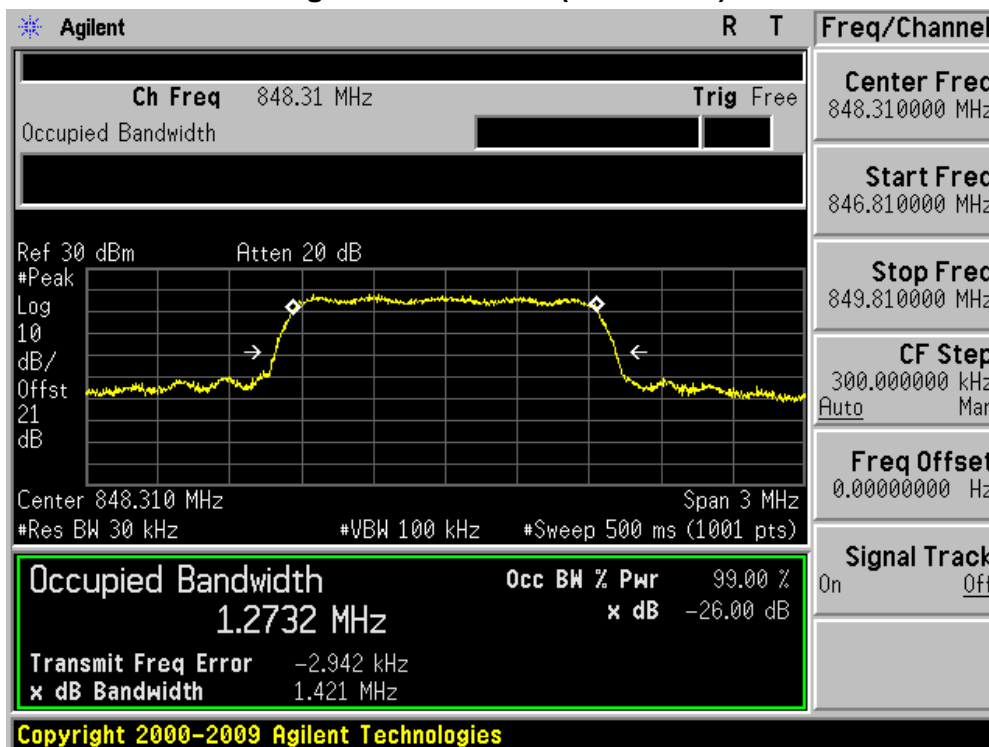 Agilent R T
Ch Freq 848.31 MHz Trig Free
Occupied Bandwidth
Ref 30 dBm Atten 20 dB
#Peak
Log
10
dB/
Offst
21
dB
Center 848.310 MHz Span 3 MHz
#Res BW 30 kHz #VBW 100 kHz #Sweep 500 ms (1001 pts)
Occupied Bandwidth Occ BW % Pwr 99.00 %
1.2732 MHz x dB -26.00 dB
Transmit Freq Error -2.942 kHz
x dB Bandwidth 1.421 MHz
Copyright 2000-2009 Agilent Technologies
Freq/Channel
Center Freq
848.310000 MHz
Start Freq
846.810000 MHz
Stop Freq
849.810000 MHz
CF Step
300.000000 kHz
Auto Man
Freq Offset
0.00000000 Hz
Signal Track
On Off